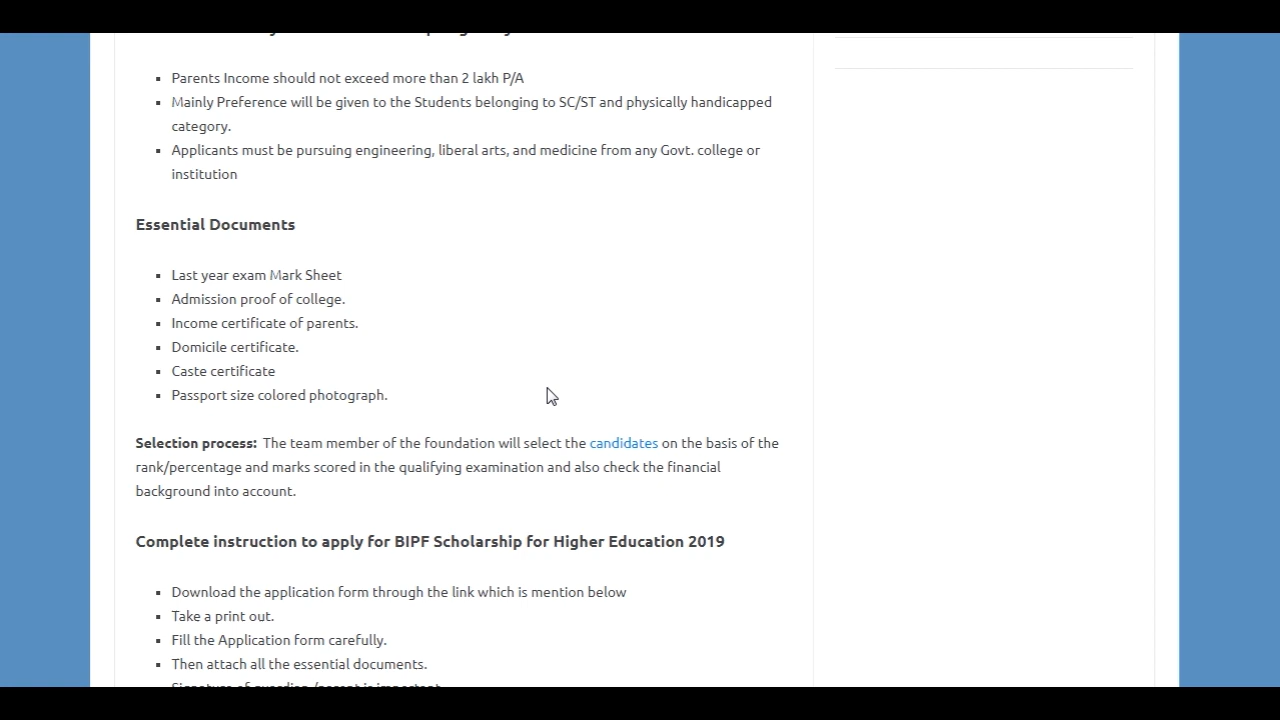 Parents Income should not exceed more than 2 lakh P/A
Mainly Preference will be given to the Students belonging to SC/ST and physically handicapped
category.
Applicants must be pursuing engineering, liberal arts, and medicine from any Govt. college or
institution
Essential Documents
Last year exam Mark Sheet
Admission proof of college.
Income certificate of parents.
Domicile certificate.
Caste certificate
Passport size colored photograph.
Selection process: The team member of the foundation will select the candidates on the basis of the
rank/percentage and marks scored in the qualifying examination and also check the financial
background into account.
Complete instruction to apply for BIPF Scholarship for Higher Education 2019
Download the application form through the link which is mention below
Take a print out.
Fill the Application form carefully.
Then attach all the essential documents.